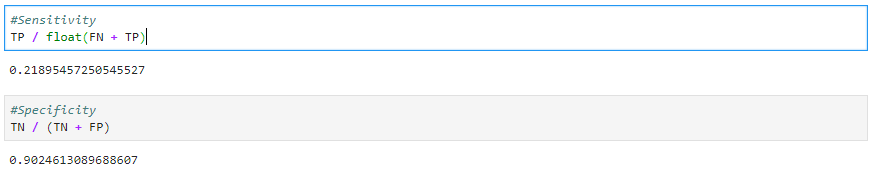 #Sensitivity
TP / float(FN + TP)
0.21895457250545527
#Specificity
TN / (TN + FP)
0.9024613089688607